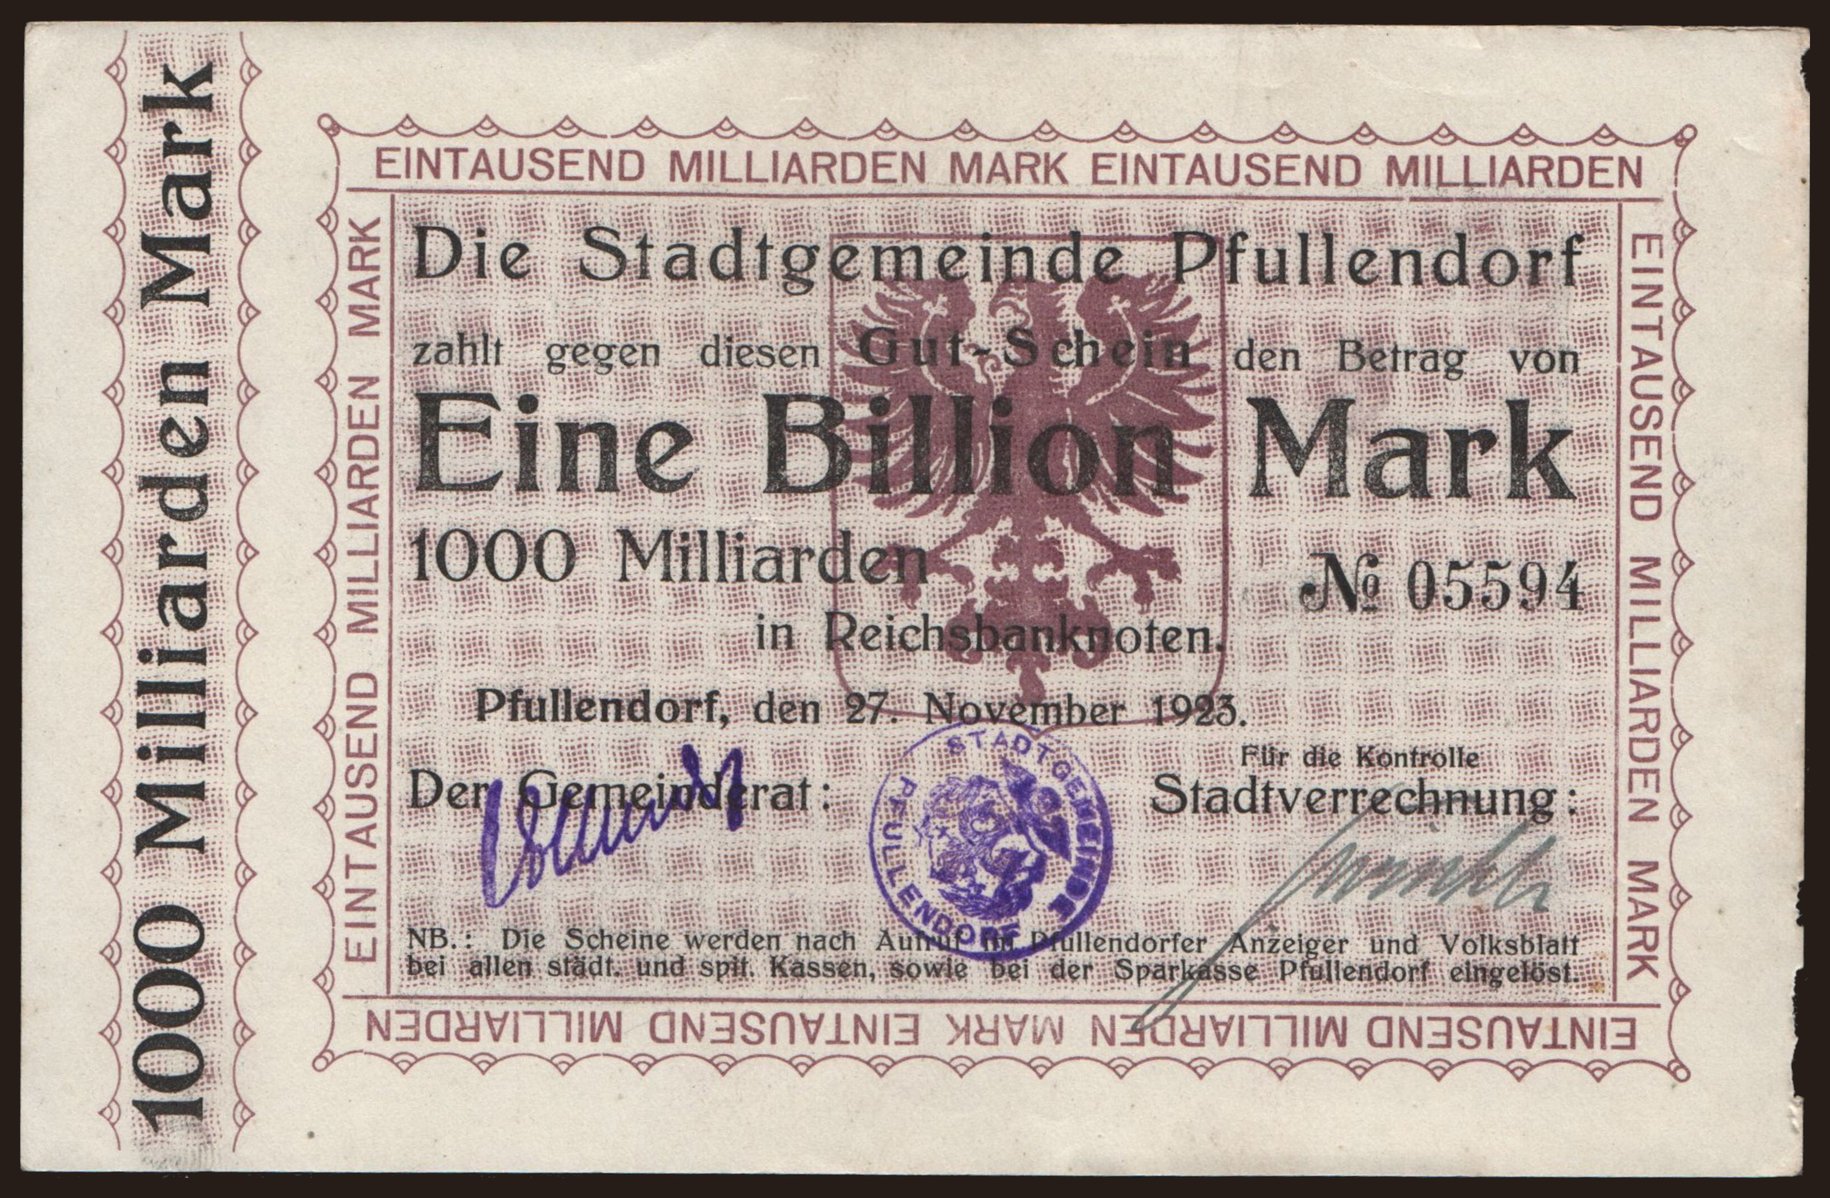 1000 Milliarden Mark
EINTAUSEND MILLIARDEN MARK EINTAUSEND MILLIARDEN
EINTAUSEND MILLIARDEN MARK
EINTAUSEND MILLIARDEN MARK
Die Stadtgemeinde Pfullendorf
zahlt gegen diesen Gut-Schein den Betrag von
Eine Billion Mark
1000 Milliarden
№ 05594
in Reichsbanknoten.
Pfullendorf, den 27. November 1923.
Für die Kontrolle
Der Gemeinderat:
Stadtverrechnung:
STADTGEMEINDE PFULLENDORF
NB.: Die Scheine werden nach Aufruf im Pfullendorfer Anzeiger und Volksblatt
bei allen städt. und spit. Kassen, sowie bei der Sparkasse Pfullendorf eingelöst.
EINTAUSEND MILLIARDEN MARK EINTAUSEND MILLIARDEN